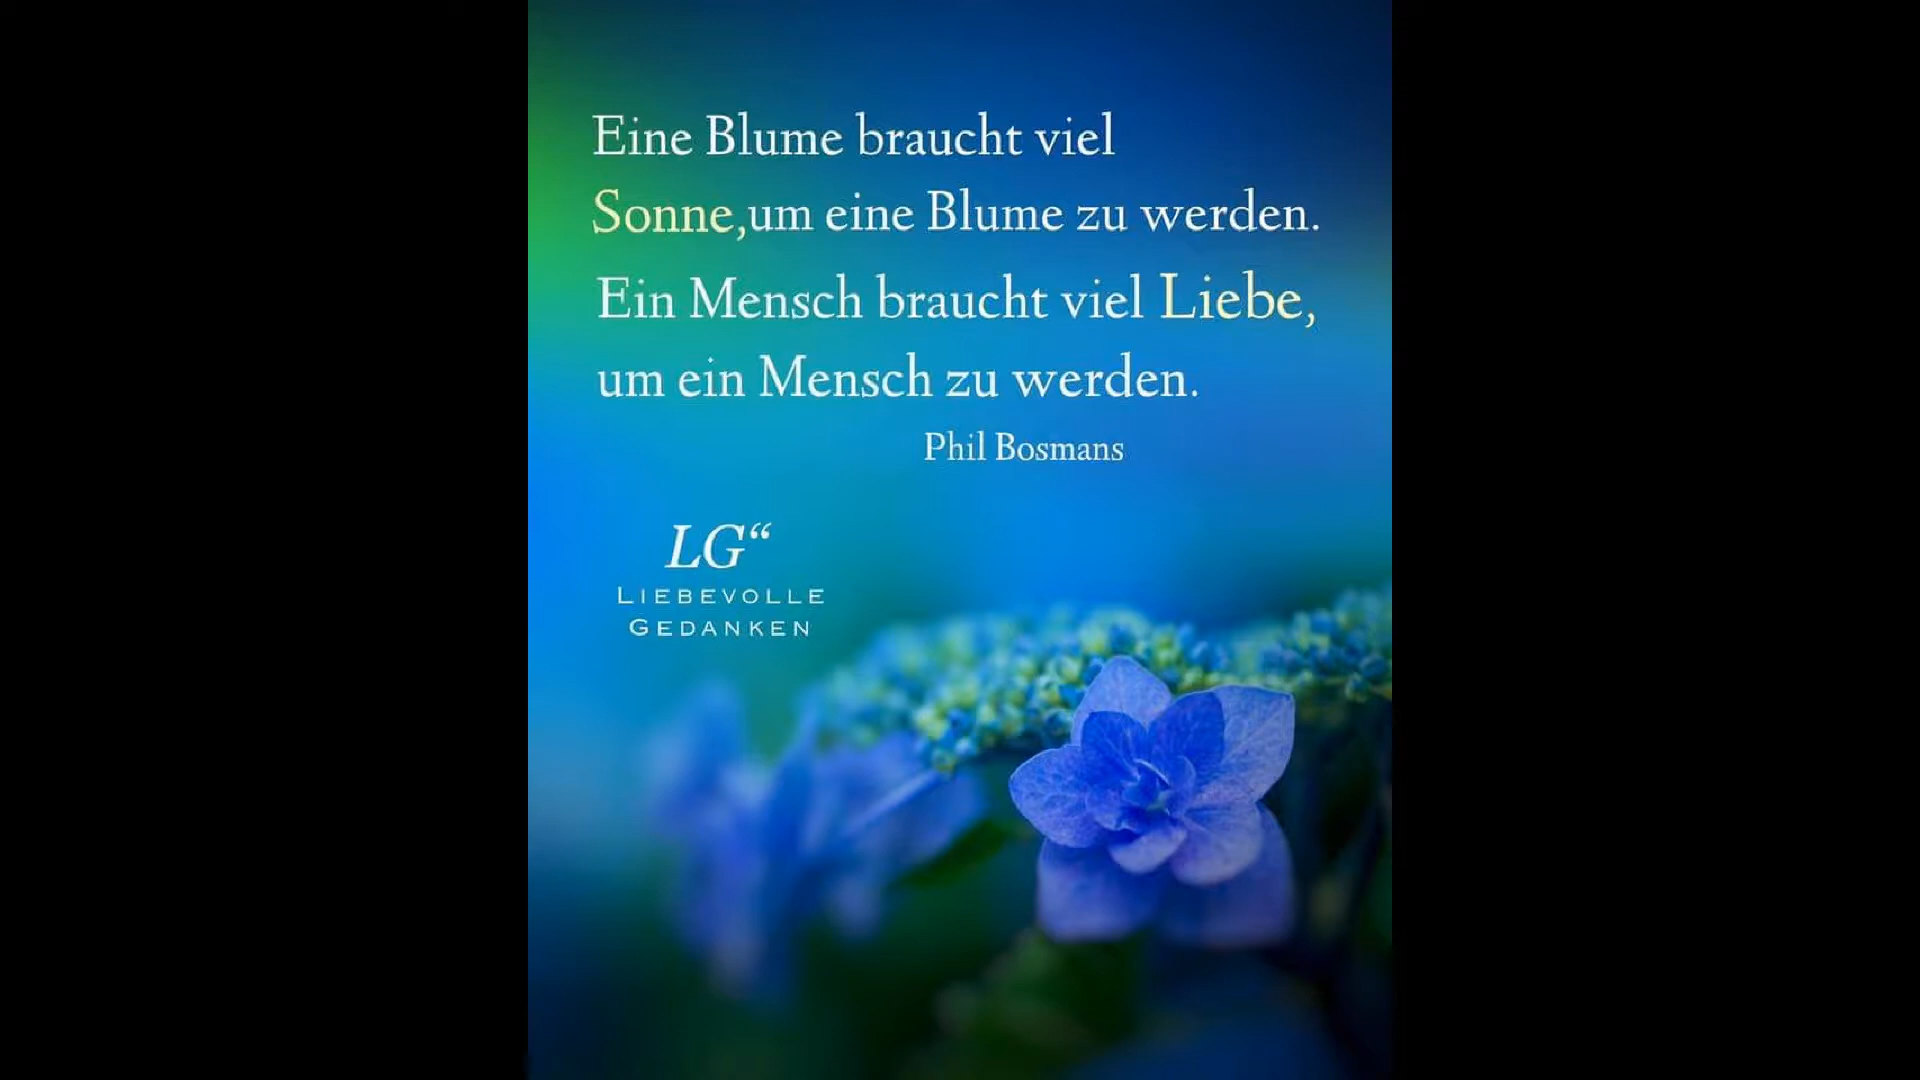 Eine Blume braucht viel
Sonne,um eine Blume zu werden.
Ein Mensch braucht viel Liebe,
um ein Mensch zu werden.
Phil Bosmans
LG“
LIEBEVOLLE
GEDANKEN